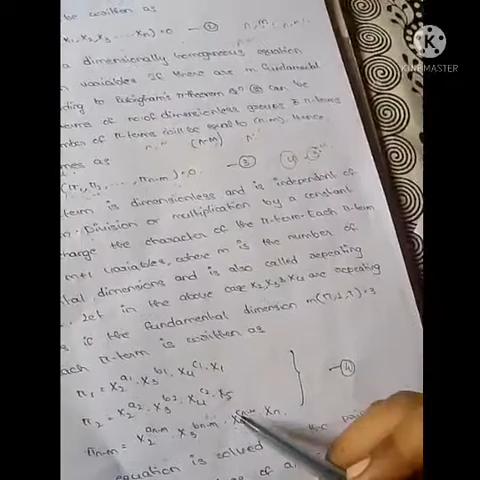 be written as
x₁, x₂, x₃ ... xₙ) = 0 — ②
a dimensionally homogeneous equation
n variables. If there are m fundamental
ding to Buckingham's π-theorem eqn ② can be
terms of no. of dimensionless groups π-terms
mber of π-terms will be equal to (n-m). Hence
mes as
(π₁, π₂, ..., πn-m) = 0. — ③
term is dimensionless and is independent of
Division or multiplication by a constant
change the character of the π-term. Each π-term
m+1 variables, where m is the number of
tal dimensions and is also called repeating
Let in the above case x₂, x₃ & x₄ are repeating
if the fundamental dimension m(M,L,T) = 3
each π-term is written as
π₁ = x₂^a₁ · x₃^b₁ · x₄^c₁ · x₁
π₂ = x₂^a₂ · x₃^b₂ · x₄^c₂ · x₅ — ④
πn-m = x₂^an-m · x₃^bn-m · xₙ.
equation is solved
KINEMASTER